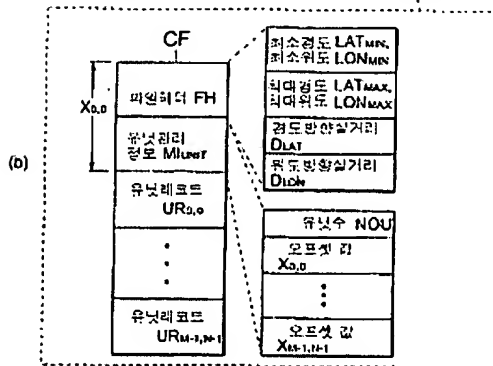 CF
(b)
X0,0
파일헤더 FH
유닛관리
정보 MIUNIT
유닛레코드
UR0,0
유닛레코드
URM-1,N-1
최소경도 LATMIN,
최소위도 LONMIN
최대경도 LATMAX,
최대위도 LONMAX
경도방향실거리
DLAT
위도방향실거리
DLON
유닛수 NOU
오프셋 값
X0,0
오프셋 값
XM-1,N-1